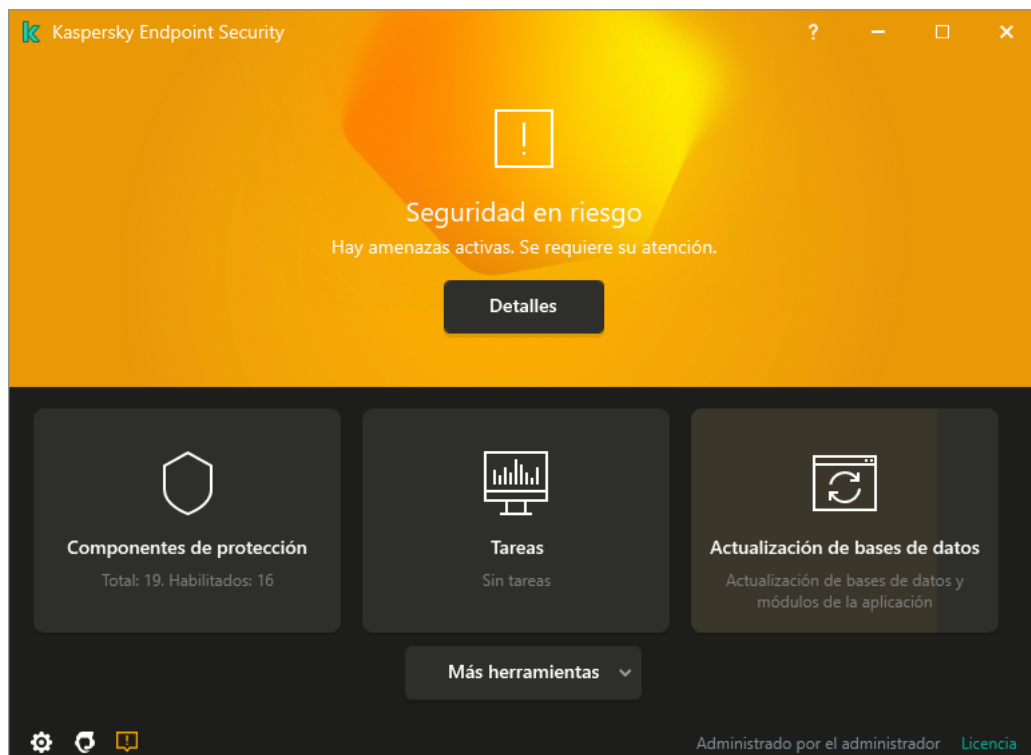 Kaspersky Endpoint Security
?
Seguridad en riesgo
Hay amenazas activas. Se requiere su atención.
Detalles
Componentes de protección
Total: 19. Habilitados: 16
Tareas
Sin tareas
Actualización de bases de datos
Actualización de bases de datos y
módulos de la aplicación
Más herramientas
Administrado por el administrador Licencia